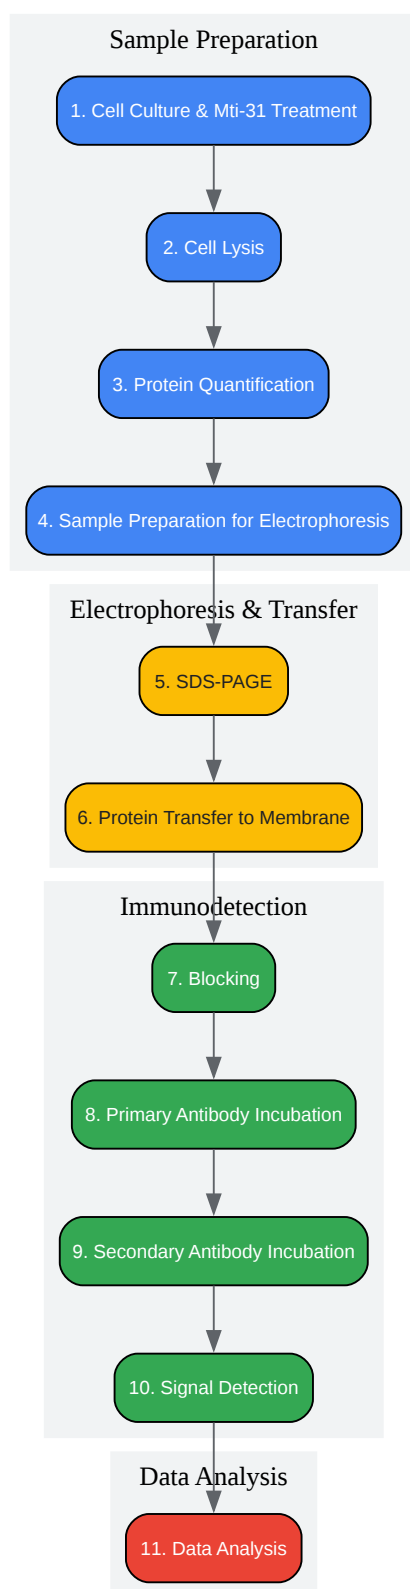 Sample Preparation
1. Cell Culture & Mti-31 Treatment
2. Cell Lysis
3. Protein Quantification
4. Sample Preparation for Electrophoresis
Electrophoresis & Transfer
5. SDS-PAGE
6. Protein Transfer to Membrane
Immunodetection
7. Blocking
8. Primary Antibody Incubation
9. Secondary Antibody Incubation
10. Signal Detection
Data Analysis
11. Data Analysis